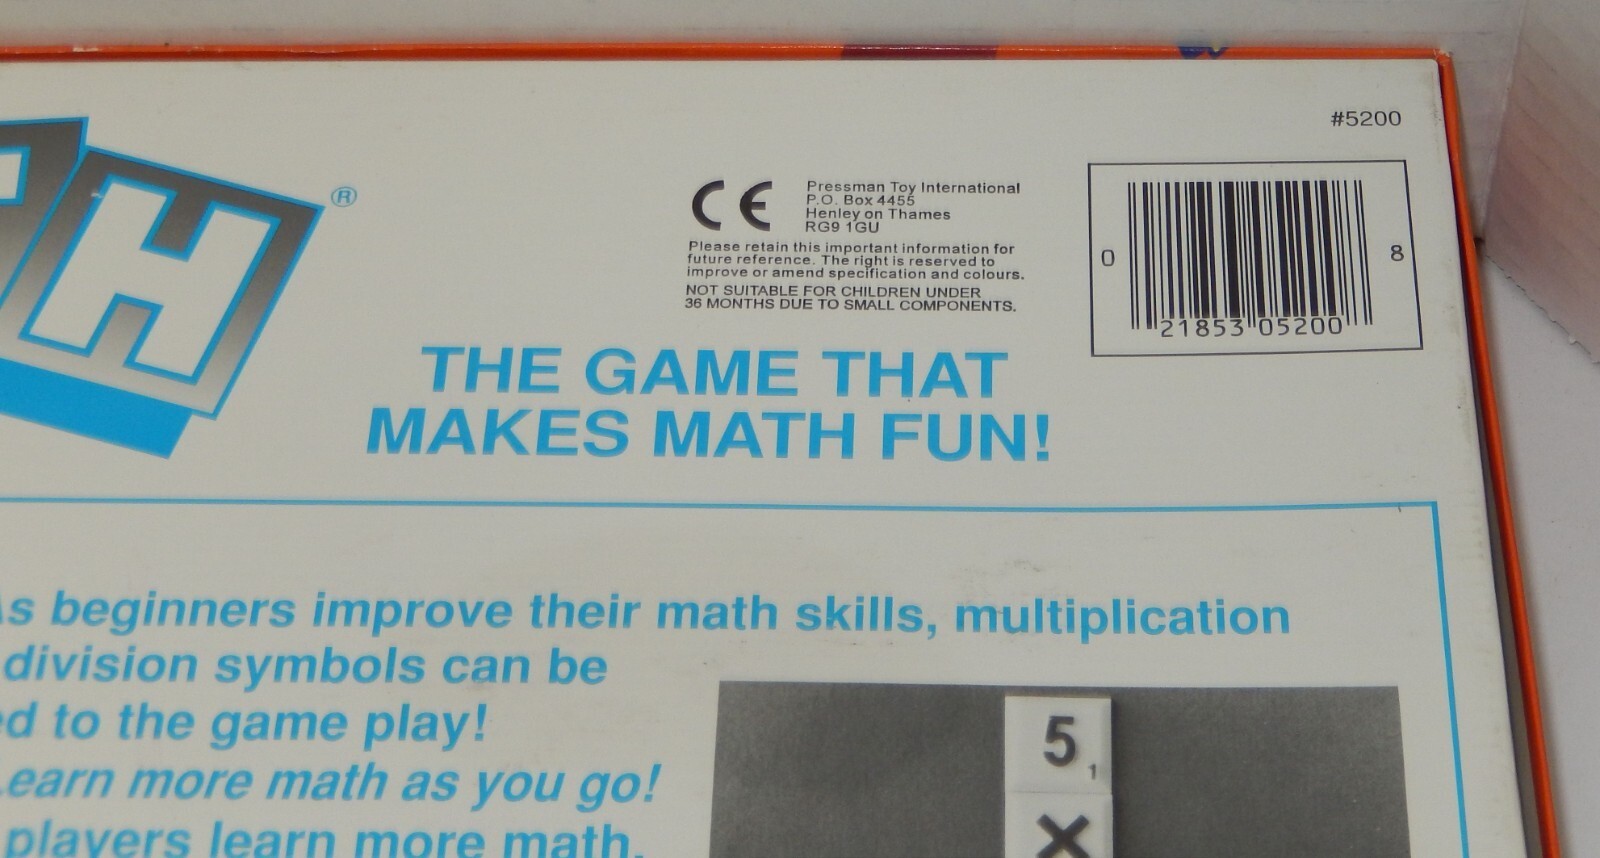 #5200
H®
CE
Pressman Toy International
P.O. Box 4455
Henley on Thames
RG9 1GU
Please retain this important information for
future reference. The right is reserved to
improve or amend specification and colours.
NOT SUITABLE FOR CHILDREN UNDER
36 MONTHS DUE TO SMALL COMPONENTS.
0 21853 05200 8
THE GAME THAT
MAKES MATH FUN!
As beginners improve their math skills, multiplication
division symbols can be
ed to the game play!
Learn more math as you go!
players learn more math,
5 1
×